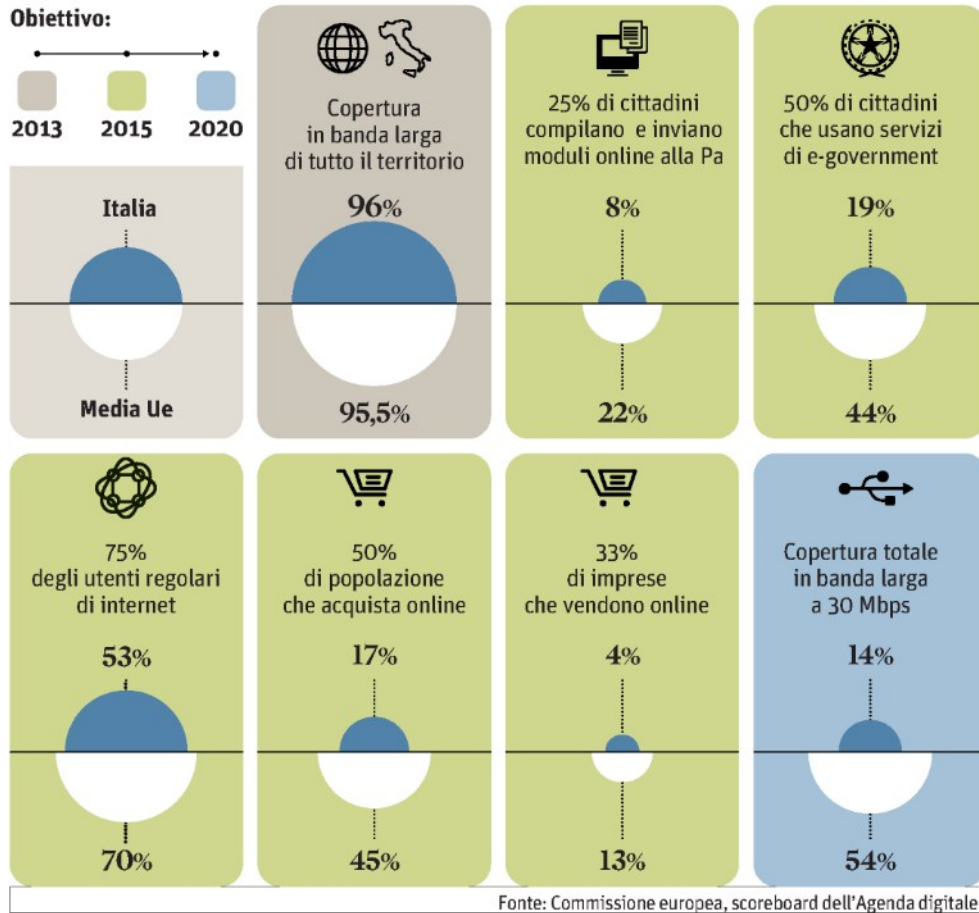 Obiettivo:
2013
2015
2020
Italia
Media Ue
Copertura
in banda larga
di tutto il territorio
96%
95,5%
25% di cittadini
compilano e inviano
moduli online alla Pa
8%
22%
50% di cittadini
che usano servizi
di e-government
19%
44%
75%
degli utenti regolari
di internet
53%
70%
50%
di popolazione
che acquista online
17%
45%
33%
di imprese
che vendono online
4%
13%
Copertura totale
in banda larga
a 30 Mbps
14%
54%
Fonte: Commissione europea, scoreboard dell'Agenda digitale